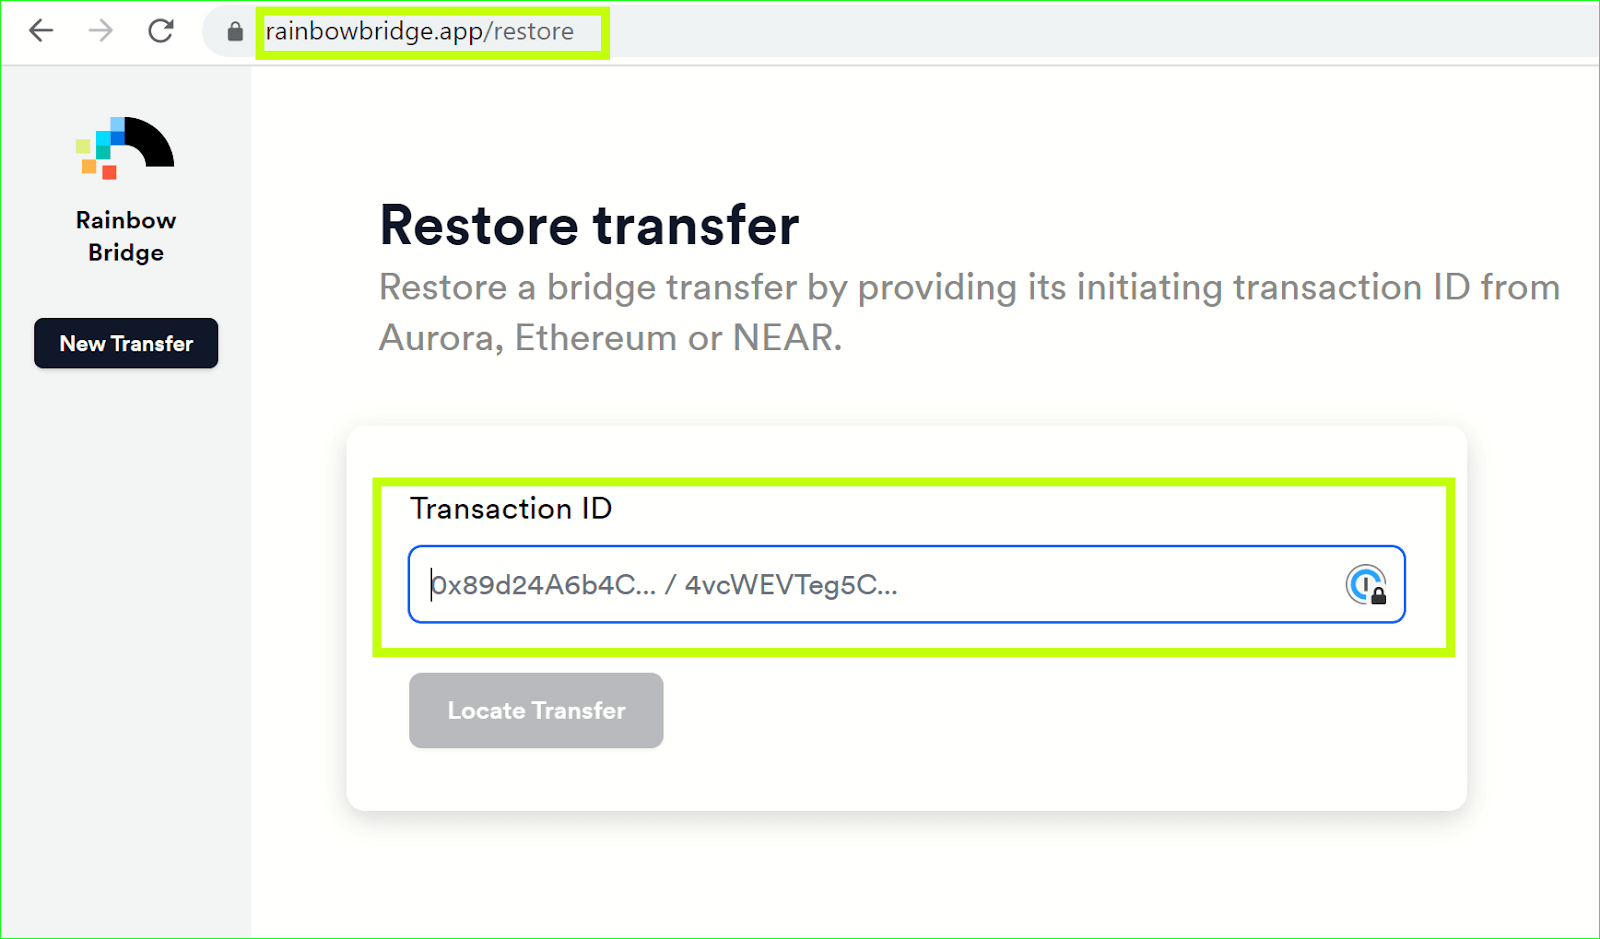 rainbowbridge.app/restore
Rainbow
Bridge
New Transfer
Restore transfer
Restore a bridge transfer by providing its initiating transaction ID from
Aurora, Ethereum or NEAR.
Transaction ID
0x89d24A6b4C... / 4vcWEVTeg5C...
Locate Transfer